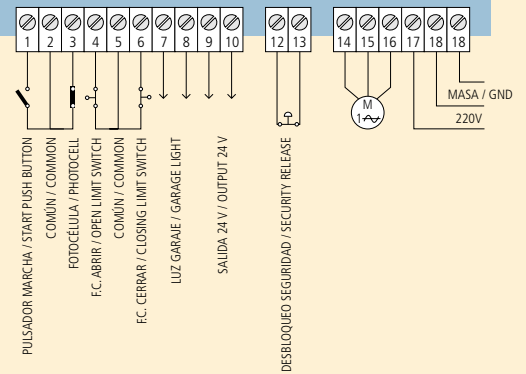 1 2 3 4 5 6 7 8 9 10 12 13 14 15 16 17 18 18
MASA / GND
M
1
220V
PULSADOR MARCHA / START PUSH BUTTON
COMÚN / COMMON
FOTOCÉLULA / PHOTOCELL
F.C. ABRIR / OPEN LIMIT SWITCH
COMÚN / COMMON
F.C. CERRAR / CLOSING LIMIT SWITCH
LUZ GARAJE / GARAGE LIGHT
SALIDA 24 V / OUTPUT 24 V
DESBLOQUEO SEGURIDAD / SECURITY RELEASE